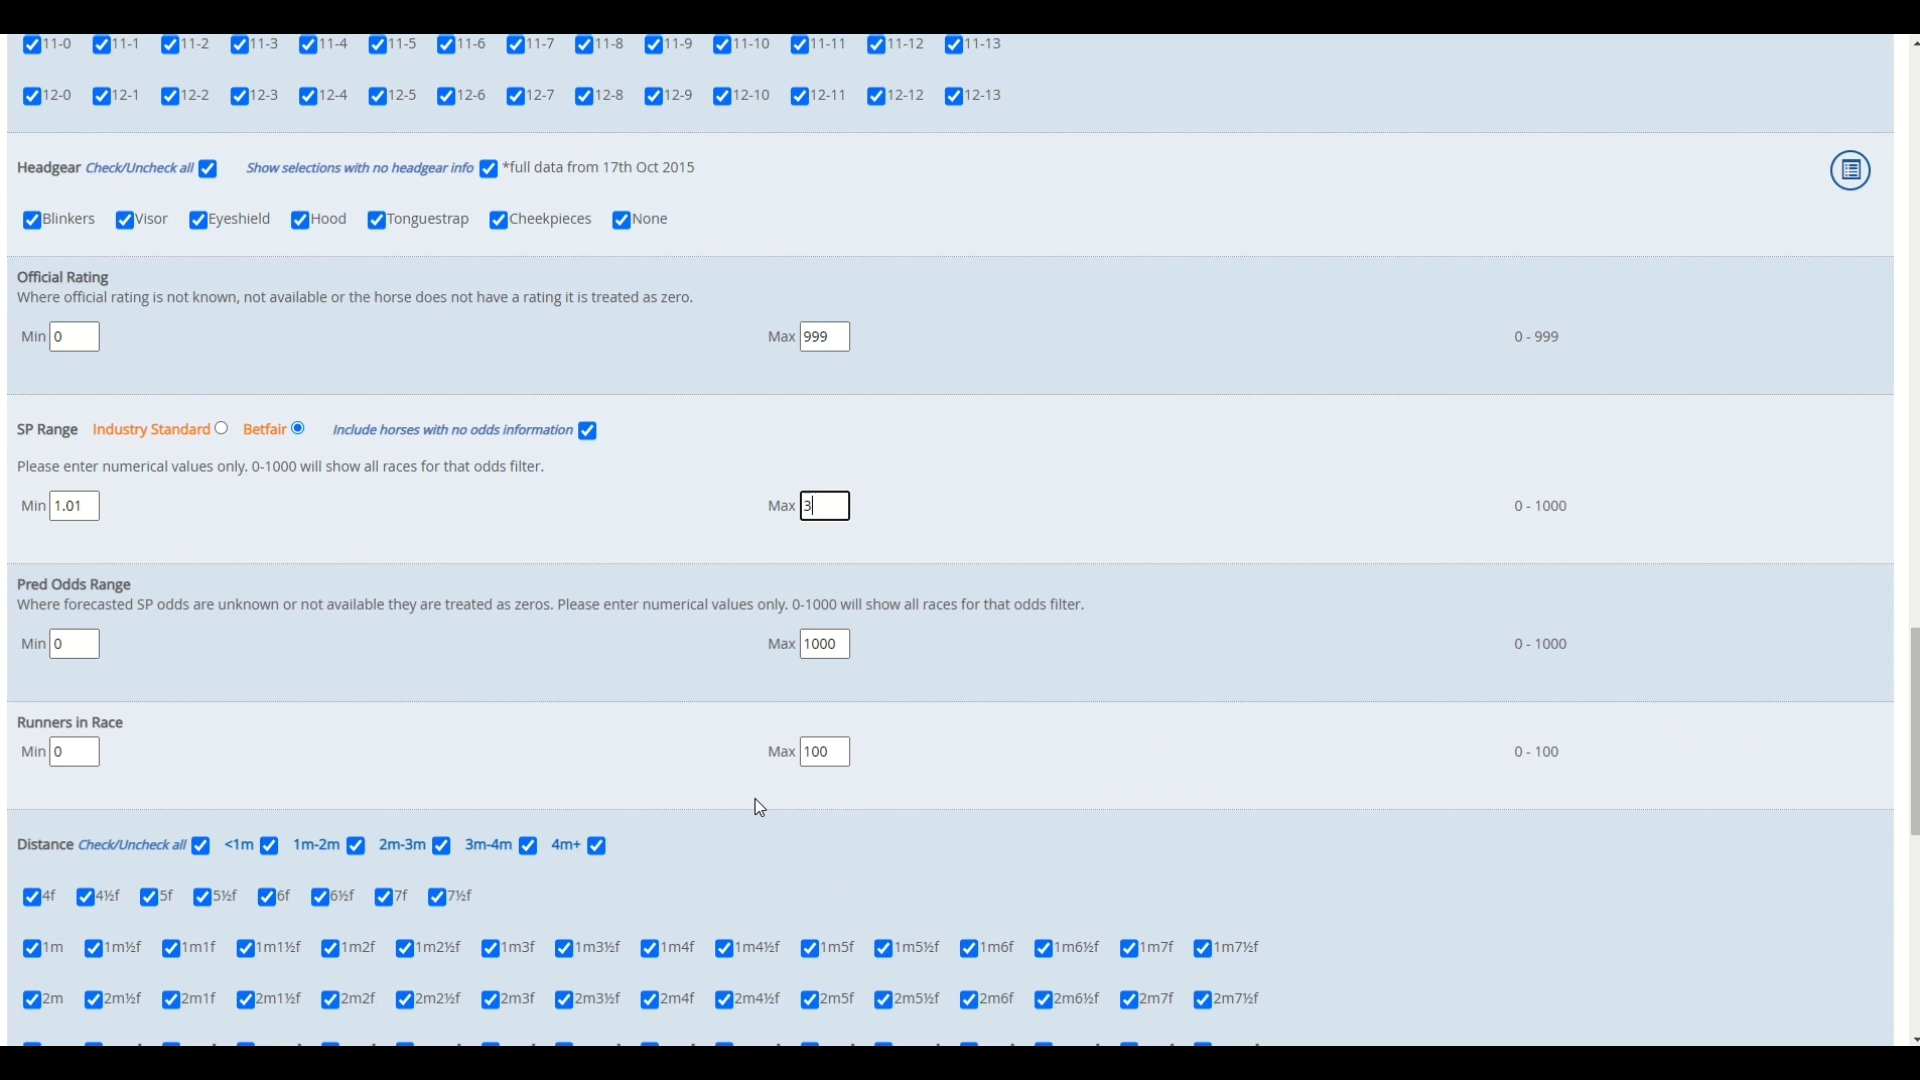 11-0 11-1 11-2 11-3 11-4 11-5 11-6 11-7 11-8 11-9 11-10 11-11 11-12 11-13
12-0 12-1 12-2 12-3 12-4 12-5 12-6 12-7 12-8 12-9 12-10 12-11 12-12 12-13
Headgear Check/Uncheck all Show selections with no headgear info *full data from 17th Oct 2015
Blinkers Visor Eyeshield Hood Tonguestrap Cheekpieces None
Official Rating
Where official rating is not known, not available or the horse does not have a rating it is treated as zero.
Min 0 Max 999 0 - 999
SP Range Industry Standard Betfair Include horses with no odds information
Please enter numerical values only. 0-1000 will show all races for that odds filter.
Min 1.01 Max 3 0 - 1000
Pred Odds Range
Where forecasted SP odds are unknown or not available they are treated as zeros. Please enter numerical values only. 0-1000 will show all races for that odds filter.
Min 0 Max 1000 0 - 1000
Runners in Race
Min 0 Max 100 0 - 100
Distance Check/Uncheck all <1m 1m-2m 2m-3m 3m-4m 4m+
4f 4½f 5f 5½f 6f 6½f 7f 7½f
1m 1m½f 1m1f 1m1½f 1m2f 1m2½f 1m3f 1m3½f 1m4f 1m4½f 1m5f 1m5½f 1m6f 1m6½f 1m7f 1m7½f
2m 2m½f 2m1f 2m1½f 2m2f 2m2½f 2m3f 2m3½f 2m4f 2m4½f 2m5f 2m5½f 2m6f 2m6½f 2m7f 2m7½f